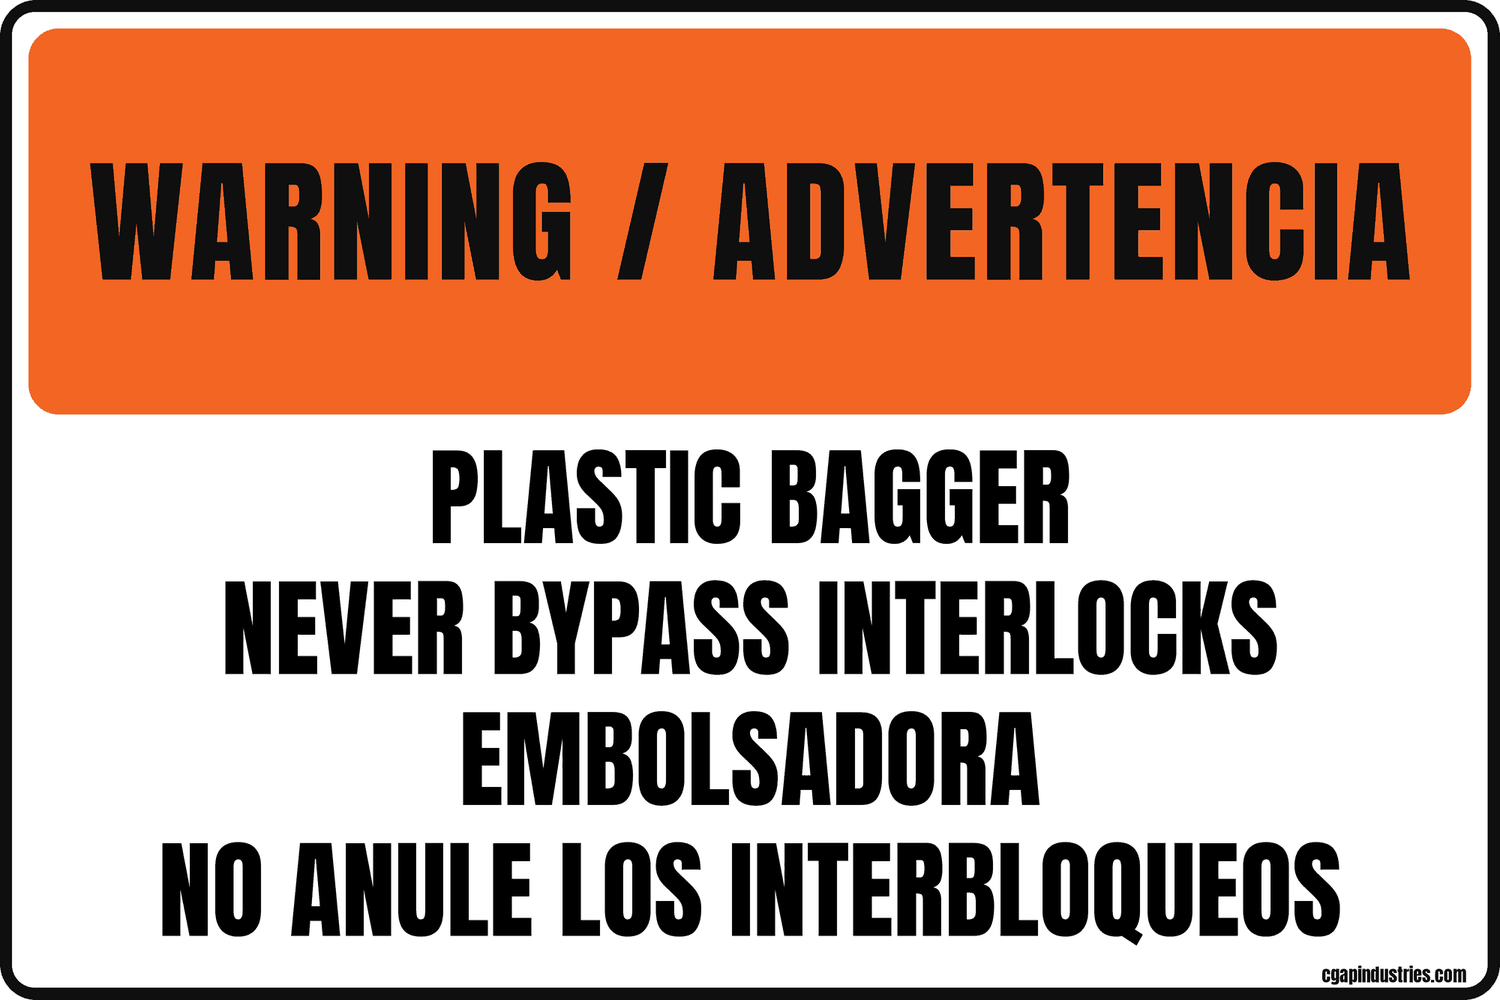 WARNING / ADVERTENCIA
PLASTIC BAGGER
NEVER BYPASS INTERLOCKS
EMBOLSADORA
NO ANULE LOS INTERBLOQUEOS
cgapindustries.com